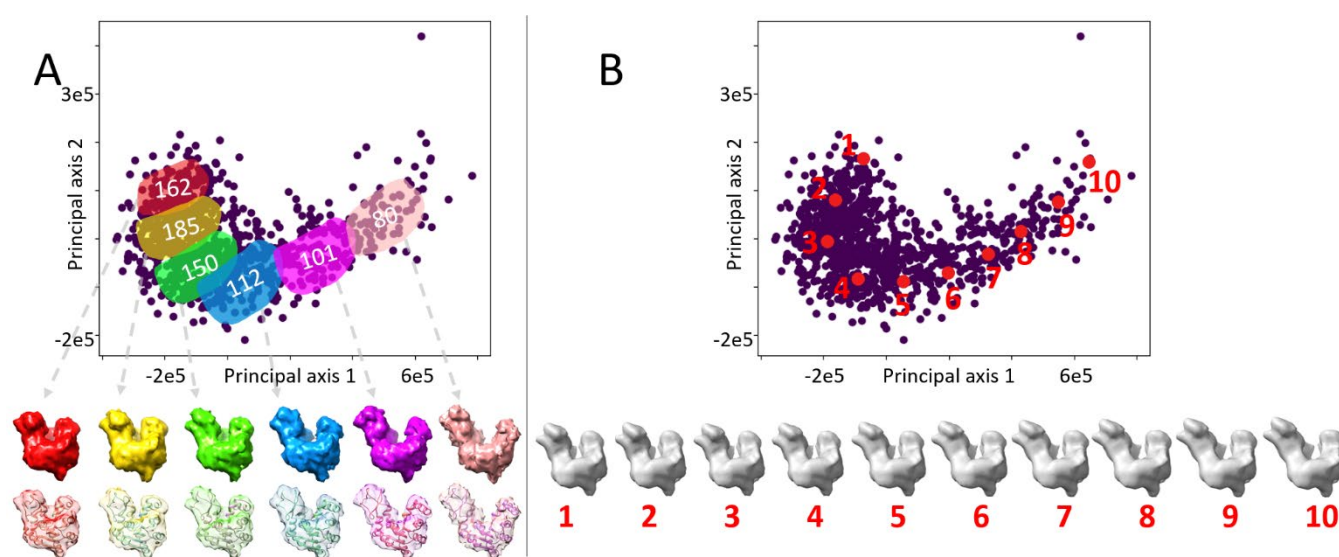 A
3e5
Principal axis 2
-2e5
162
185
150
112
101
80
-2e5
Principal axis 1
6e5
B
3e5
Principal axis 2
-2e5
1
2
3
4
5
6
7
8
9
10
-2e5
Principal axis 1
6e5
1 2 3 4 5 6 7 8 9 10